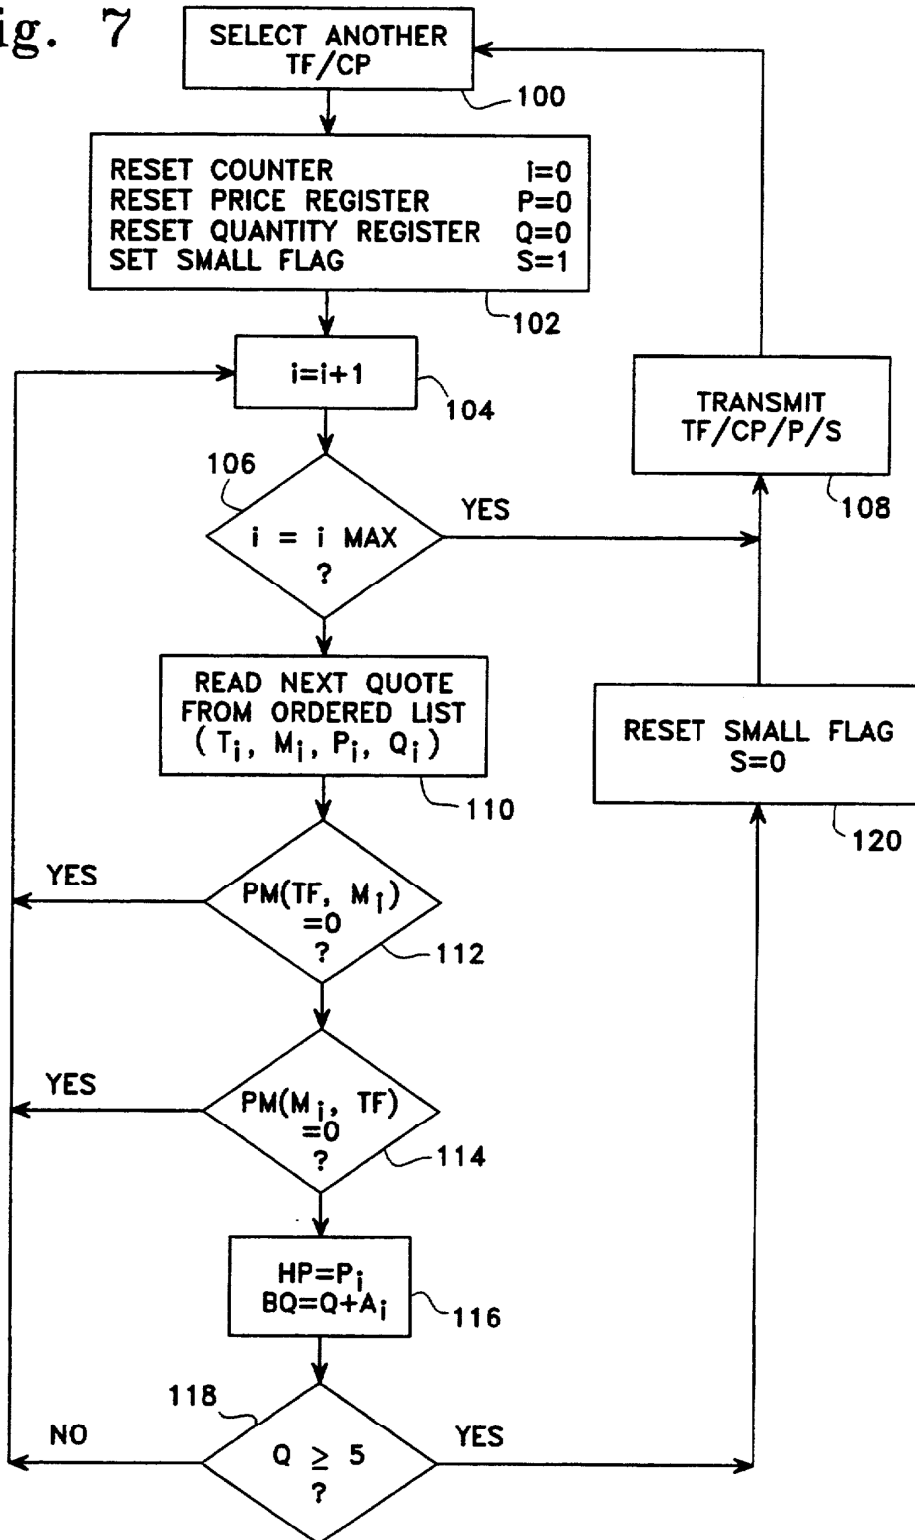 ig. 7
SELECT ANOTHER
TF/CP
100
RESET COUNTER i=0
RESET PRICE REGISTER P=0
RESET QUANTITY REGISTER Q=0
SET SMALL FLAG S=1
102
i=i+1
104
TRANSMIT
TF/CP/P/S
108
106
i = i MAX
?
YES
READ NEXT QUOTE
FROM ORDERED LIST
( Ti, Mi, Pi, Qi )
110
RESET SMALL FLAG
S=0
120
YES
PM(TF, Mi)
=0
?
112
YES
PM(Mi, TF)
=0
?
114
HP=Pi
BQ=Q+Ai
116
118
NO
Q ≥ 5
?
YES